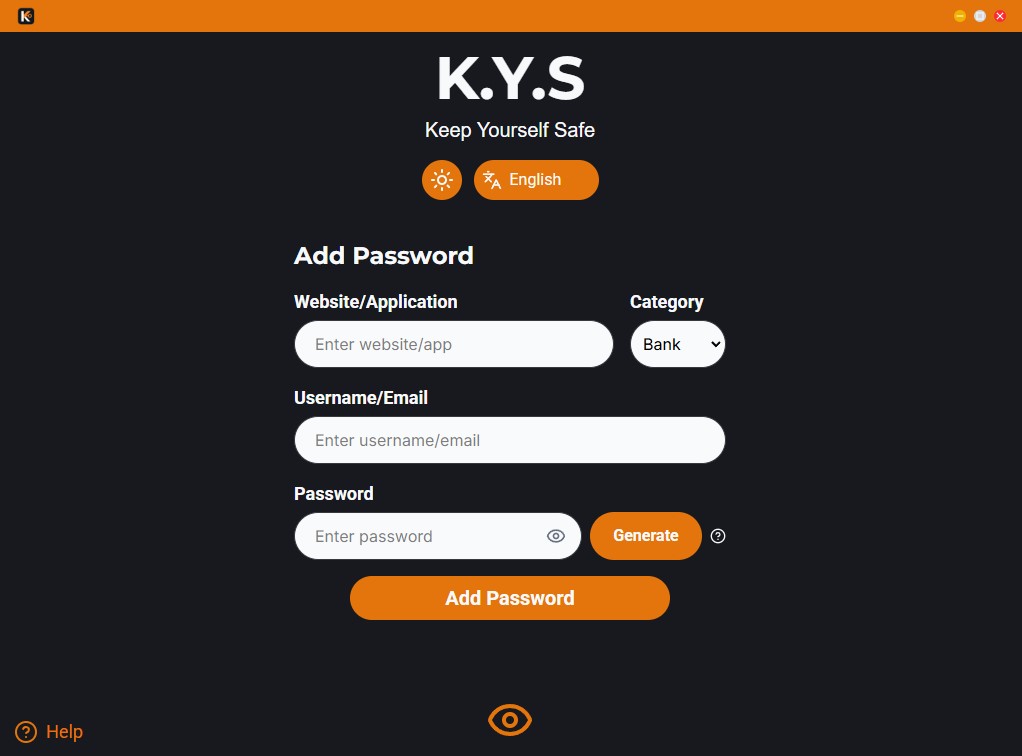 K
K.Y.S
Keep Yourself Safe
English
Add Password
Website/Application Category
Enter website/app Bank
Username/Email
Enter username/email
Password
Enter password Generate
Add Password
Help